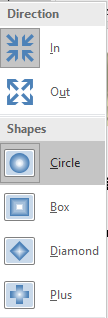 Direction
In
Out
Shapes
Circle
Box
Diamond
Plus